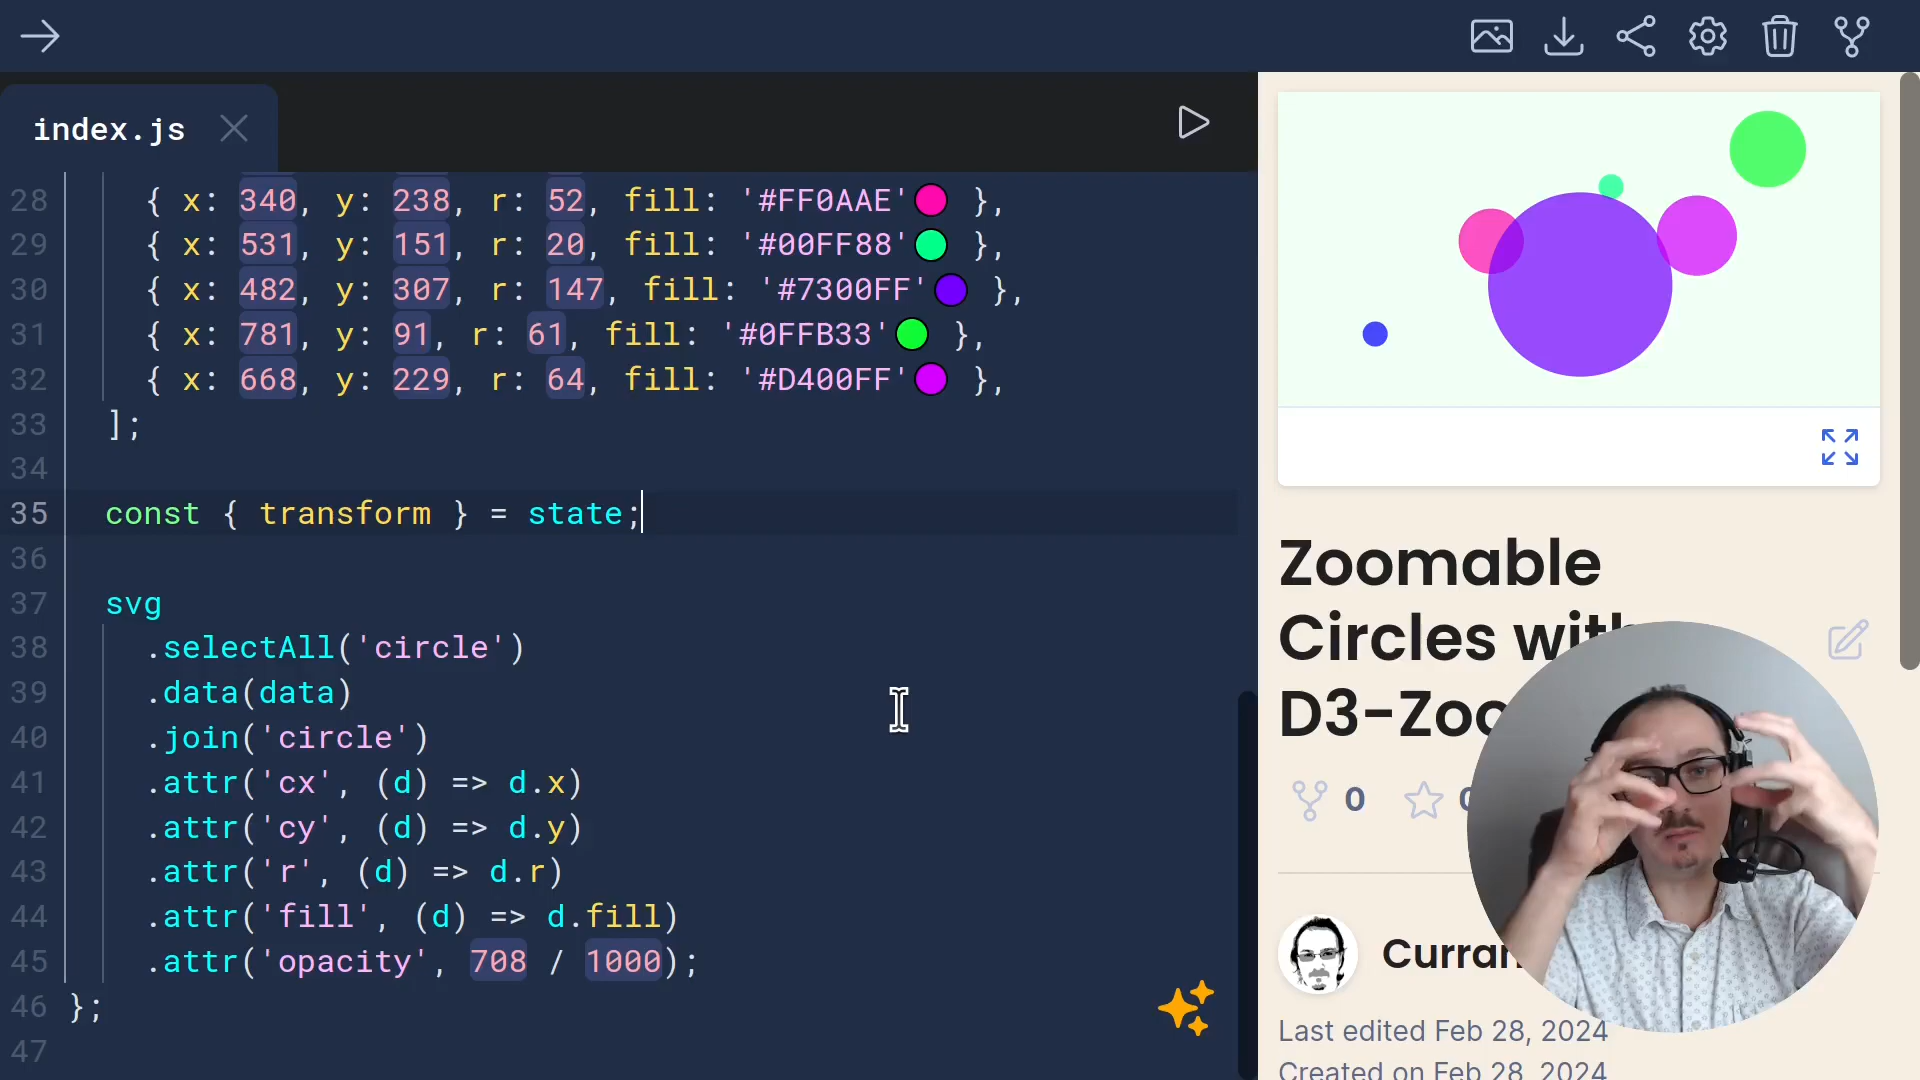 index.js
28 { x: 340, y: 238, r: 52, fill: '#FF0AAE' },
29 { x: 531, y: 151, r: 20, fill: '#00FF88' },
30 { x: 482, y: 307, r: 147, fill: '#7300FF' },
31 { x: 781, y: 91, r: 61, fill: '#0FFB33' },
32 { x: 668, y: 229, r: 64, fill: '#D400FF' },
33 ];
34
35 const { transform } = state;
36
37 svg
38 .selectAll('circle')
39 .data(data)
40 .join('circle')
41 .attr('cx', (d) => d.x)
42 .attr('cy', (d) => d.y)
43 .attr('r', (d) => d.r)
44 .attr('fill', (d) => d.fill)
45 .attr('opacity', 708 / 1000);
46 };
47
Zoomable
Circles with
D3-Zoo
0
Curran
Last edited Feb 28, 2024
Created on Feb 28, 2024